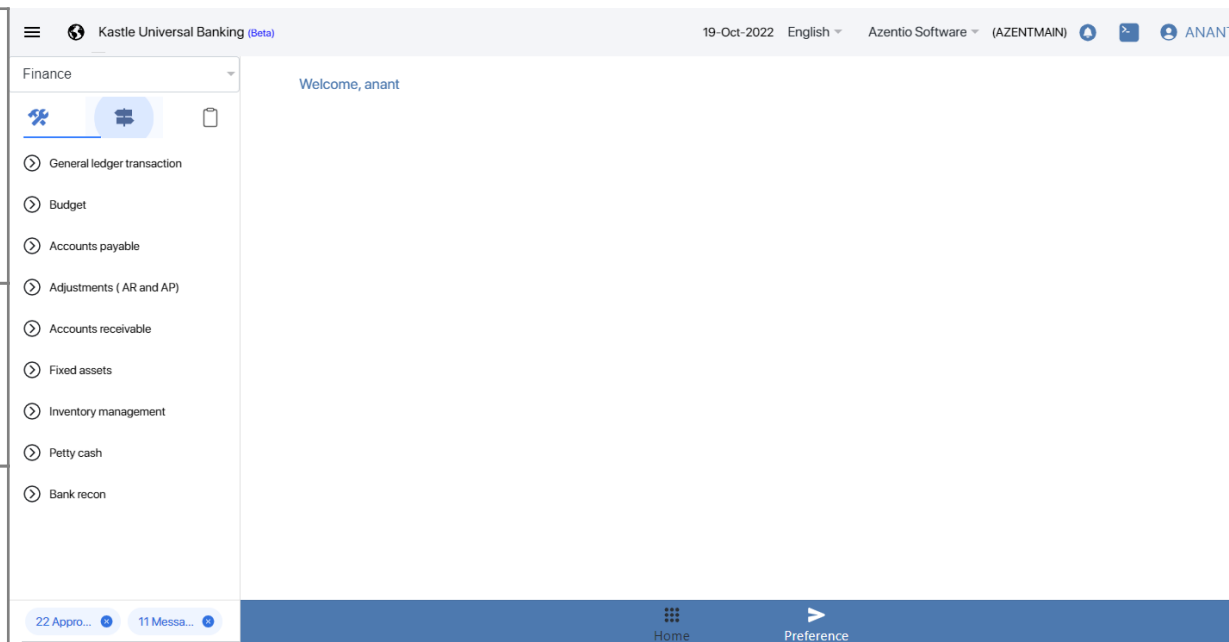 Kastle Universal Banking (Beta) 19-Oct-2022 English Azentio Software (AZENTMAIN) ANANT
Finance
Welcome, anant
General ledger transaction
Budget
Accounts payable
Adjustments ( AR and AP)
Accounts receivable
Fixed assets
Inventory management
Petty cash
Bank recon
22 Appro... 11 Messa...
Home Preference